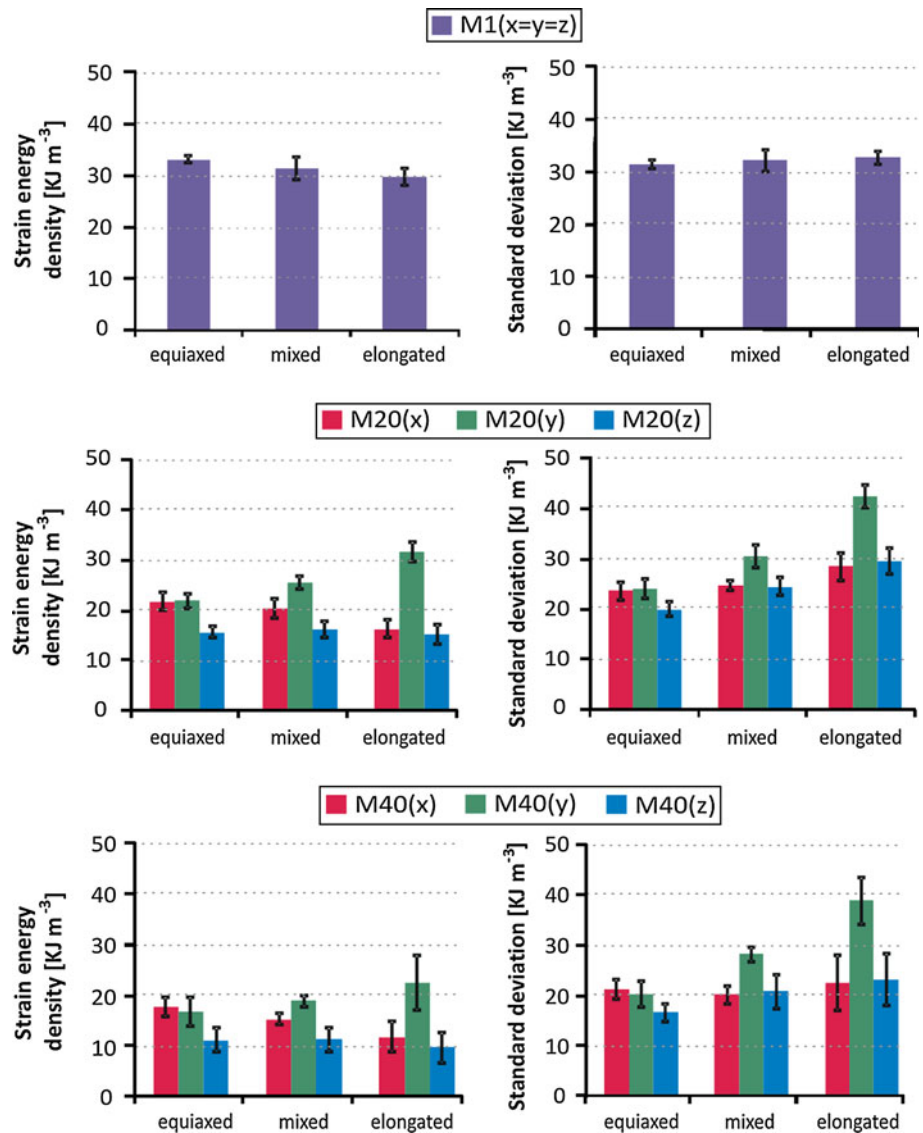 M1(x=y=z)
Strain energy
density [KJ m⁻³]
50
40
30
20
10
0
equiaxed mixed elongated
Standard deviation [KJ m⁻³]
50
40
30
20
10
0
equiaxed mixed elongated
M20(x) M20(y) M20(z)
Strain energy
density [KJ m⁻³]
50
40
30
20
10
0
equiaxed mixed elongated
Standard deviation [KJ m⁻³]
50
40
30
20
10
0
equiaxed mixed elongated
M40(x) M40(y) M40(z)
Strain energy
density [KJ m⁻³]
50
40
30
20
10
0
equiaxed mixed elongated
Standard deviation [KJ m⁻³]
50
40
30
20
10
0
equiaxed mixed elongated